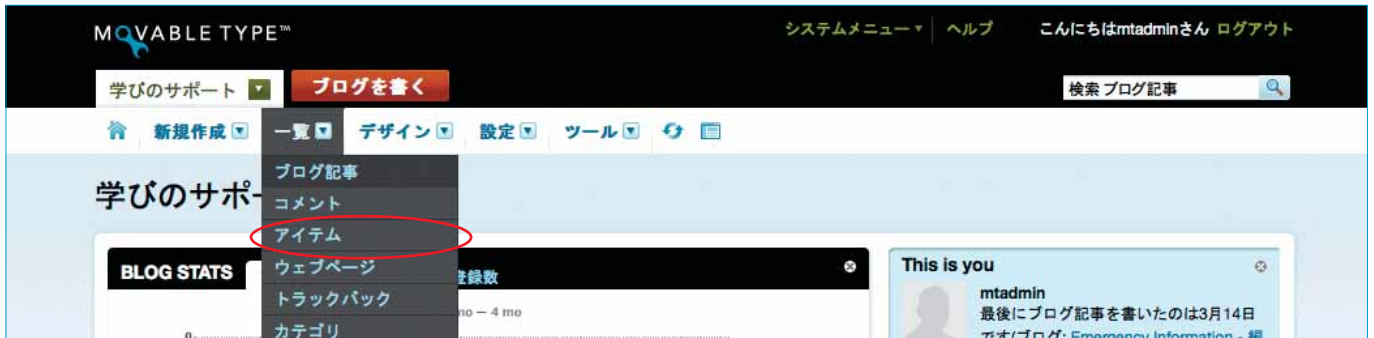 MOVABLE TYPE™
システムメニュー ヘルプ こんにちはmtadminさん ログアウト
学びのサポート ブログを書く 検索 ブログ記事
新規作成 一覧 デザイン 設定 ツール
ブログ記事
学びのサポー
コメント
アイテム
ウェブページ
BLOG STATS
登録数
This is you
トラックバック
mo – 4 mo
mtadmin
最後にブログ記事を書いたのは3月14日
カテゴリ
です(ブログ: Emergency Information - 編